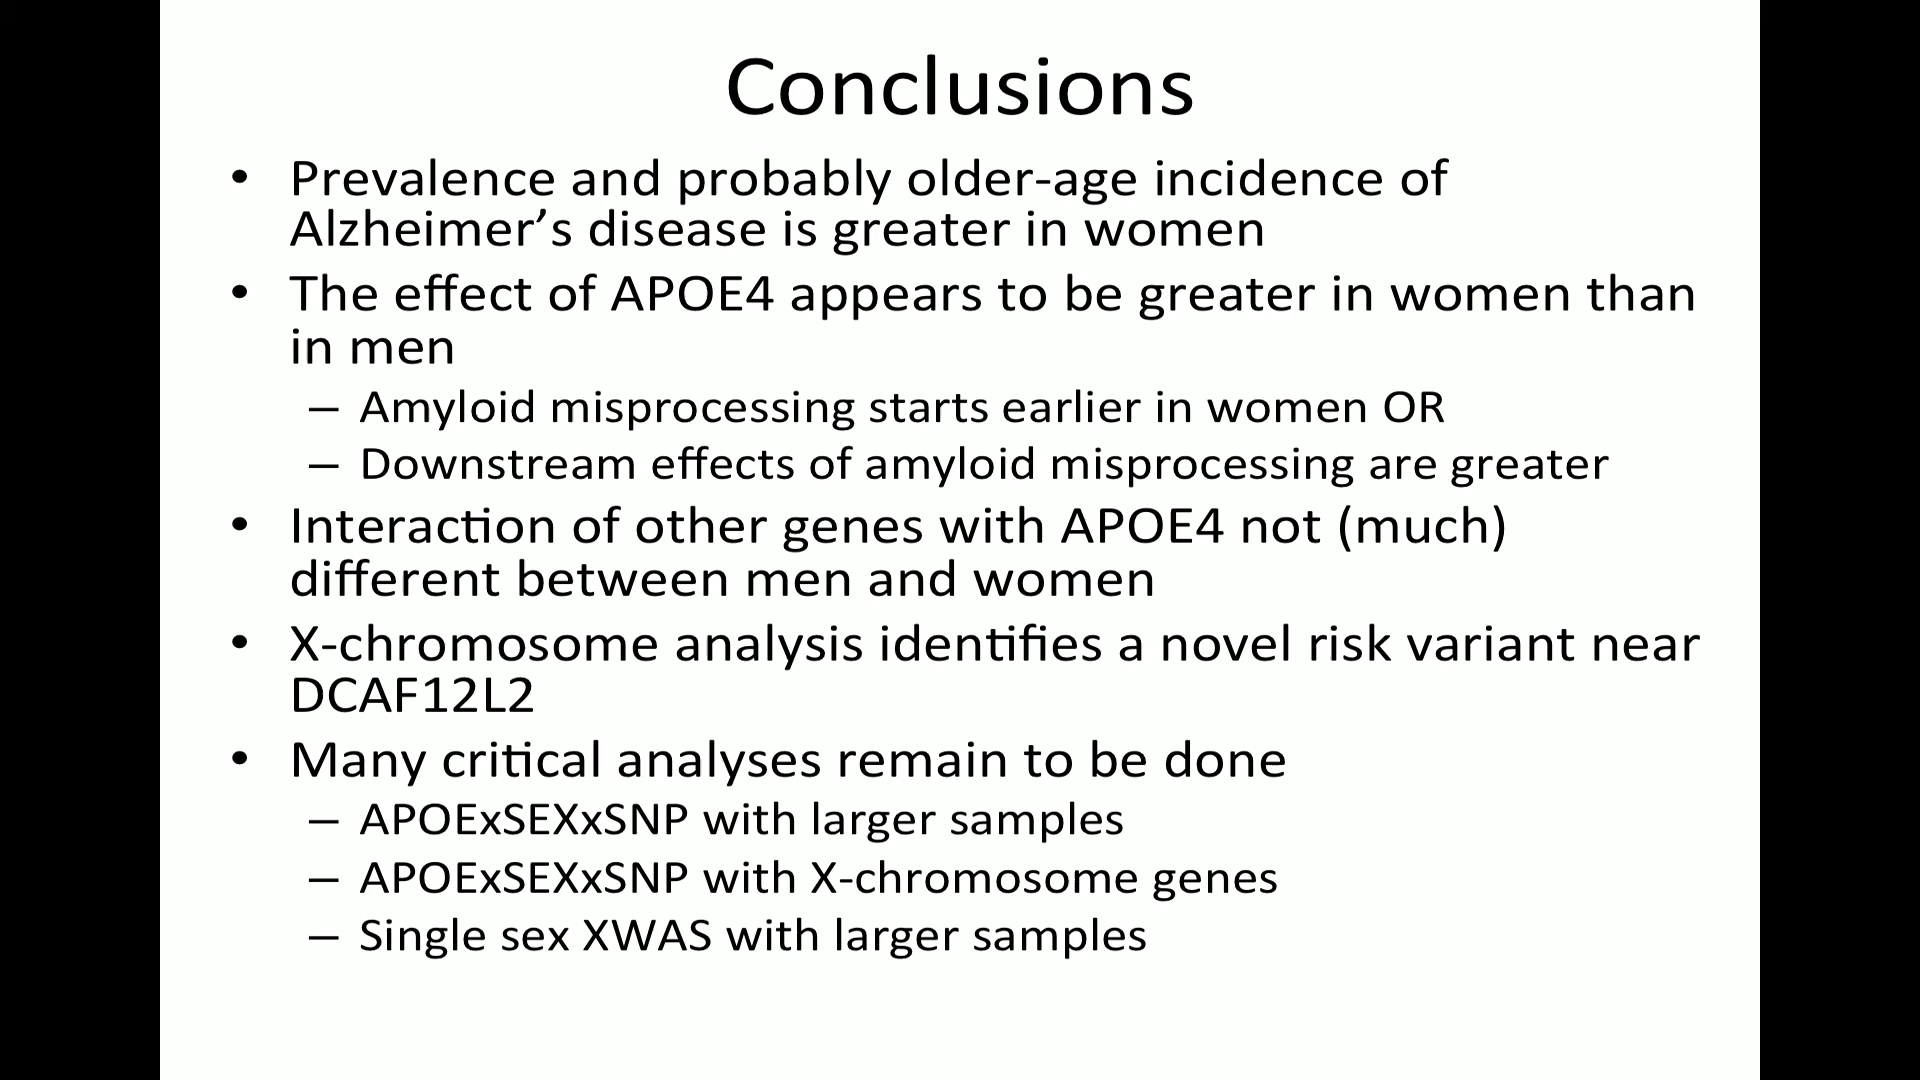 Conclusions
• Prevalence and probably older-age incidence of
Alzheimer’s disease is greater in women
• The effect of APOE4 appears to be greater in women than
in men
– Amyloid misprocessing starts earlier in women OR
– Downstream effects of amyloid misprocessing are greater
• Interaction of other genes with APOE4 not (much)
different between men and women
• X-chromosome analysis identifies a novel risk variant near
DCAF12L2
• Many critical analyses remain to be done
– APOExSEXxSNP with larger samples
– APOExSEXxSNP with X-chromosome genes
– Single sex XWAS with larger samples